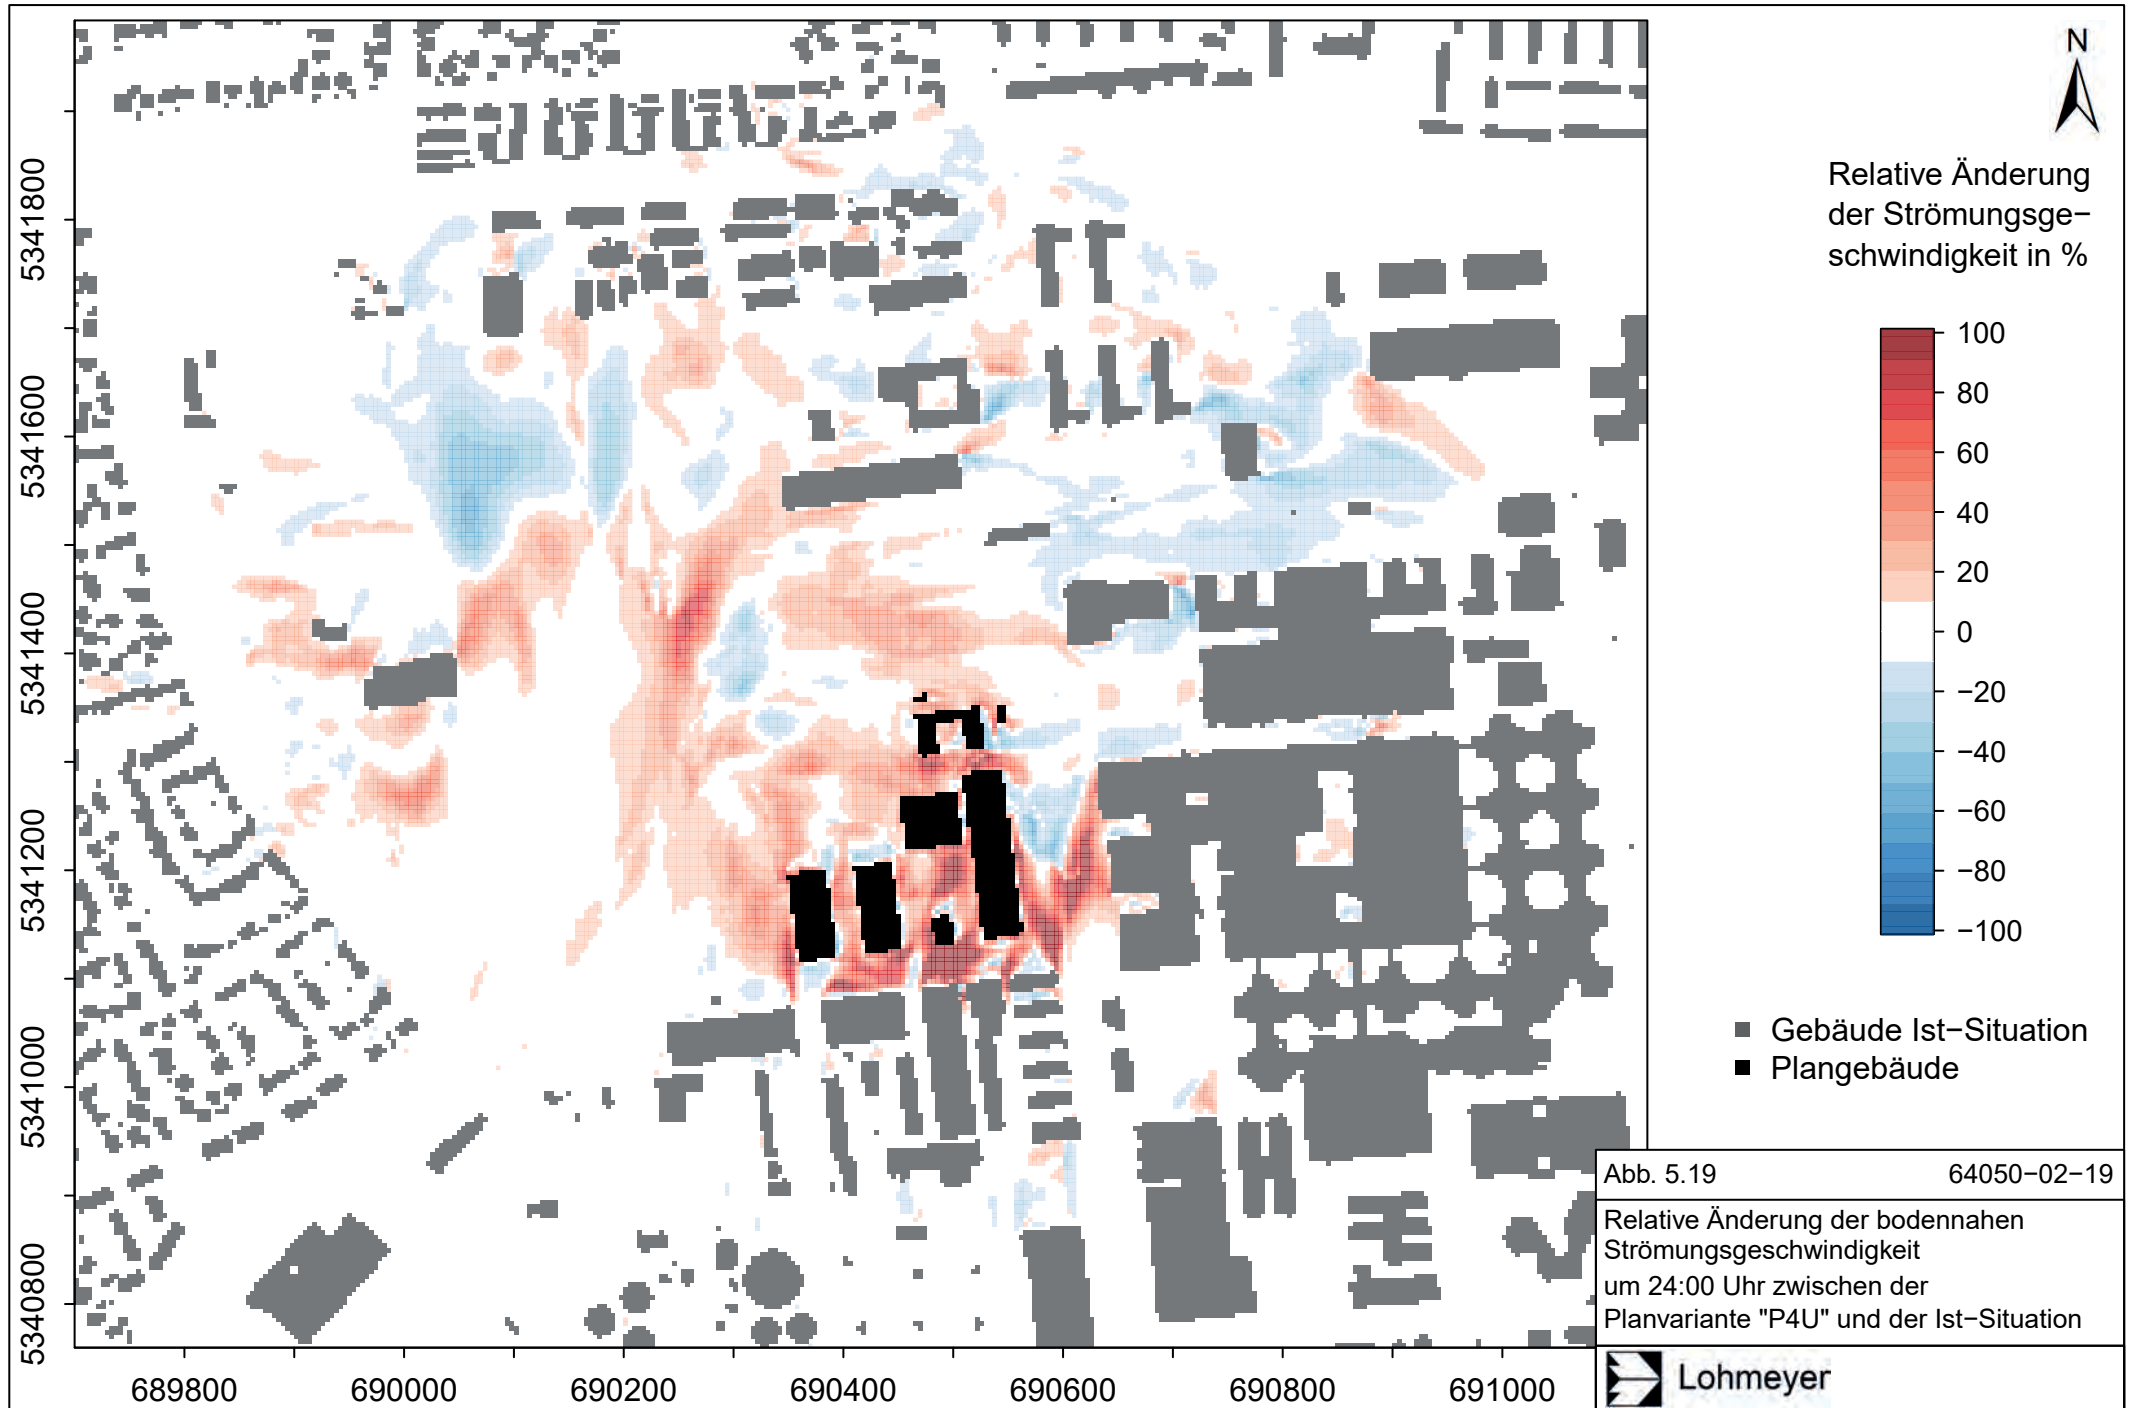 N
Relative Änderung
der Strömungsge−
schwindigkeit in %
100
80
60
40
20
0
−20
−40
−60
−80
−100
Gebäude Ist−Situation
Plangebäude
5341800
5341600
5341400
5341200
5341000
5340800
689800 690000 690200 690400 690600 690800 691000
Abb. 5.19 64050−02−19
Relative Änderung der bodennahen
Strömungsgeschwindigkeit
um 24:00 Uhr zwischen der
Planvariante "P4U" und der Ist−Situation
Lohmeyer